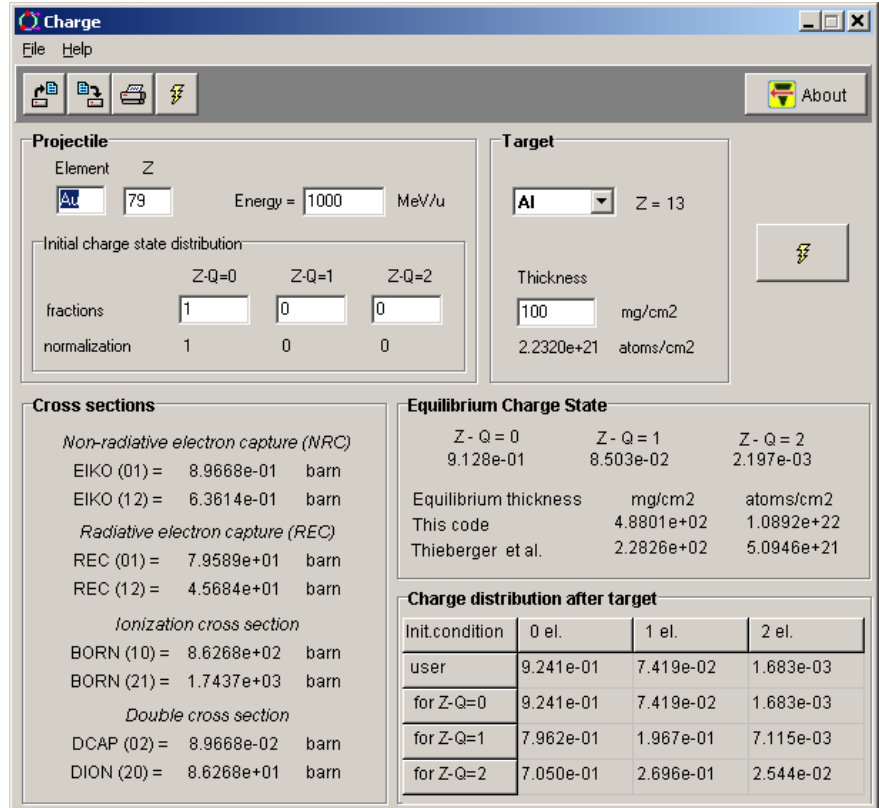 Charge
File Help
About
Projectile
Element Z
Au 79 Energy = 1000 MeV/u
Initial charge state distribution
Z-Q=0 Z-Q=1 Z-Q=2
fractions 1 0 0
normalization 1 0 0
Target
Al Z = 13
Thickness
100 mg/cm2
2.2320e+21 atoms/cm2
Cross sections
Non-radiative electron capture (NRC)
EIKO (01) = 8.9668e-01 barn
EIKO (12) = 6.3614e-01 barn
Radiative electron capture (REC)
REC (01) = 7.9589e+01 barn
REC (12) = 4.5684e+01 barn
Ionization cross section
BORN (10) = 8.6268e+02 barn
BORN (21) = 1.7437e+03 barn
Double cross section
DCAP (02) = 8.9668e-02 barn
DION (20) = 8.6268e+01 barn
Equilibrium Charge State
Z - Q = 0 Z - Q = 1 Z - Q = 2
9.128e-01 8.503e-02 2.197e-03
Equilibrium thickness mg/cm2 atoms/cm2
This code 4.8801e+02 1.0892e+22
Thieberger et al. 2.2826e+02 5.0946e+21
Charge distribution after target
Init.condition 0 el. 1 el. 2 el.
user 9.241e-01 7.419e-02 1.683e-03
for Z-Q=0 9.241e-01 7.419e-02 1.683e-03
for Z-Q=1 7.962e-01 1.967e-01 7.115e-03
for Z-Q=2 7.050e-01 2.696e-01 2.544e-02